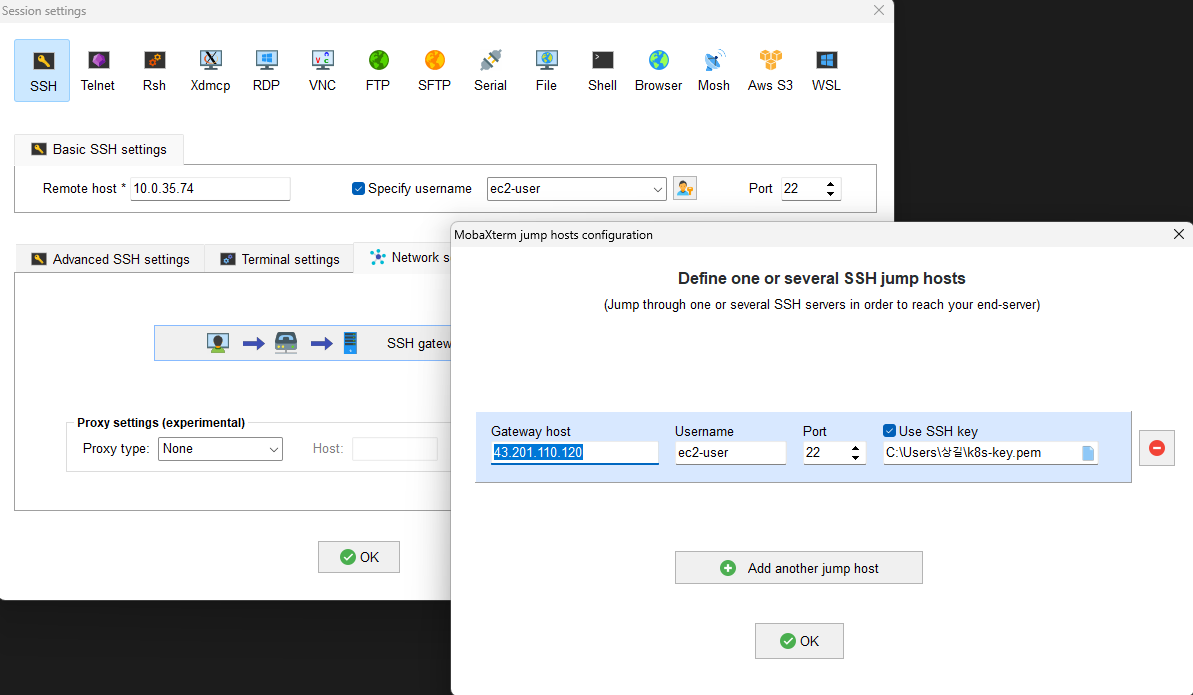 Session settings
SSH Telnet Rsh Xdmcp RDP VNC FTP SFTP Serial File Shell Browser Mosh Aws S3 WSL
Basic SSH settings
Remote host * 10.0.35.74 Specify username ec2-user Port 22
Advanced SSH settings Terminal settings Network s
SSH gatew
Proxy settings (experimental)
Proxy type: None Host:
OK
MobaXterm jump hosts configuration
Define one or several SSH jump hosts
(Jump through one or several SSH servers in order to reach your end-server)
Gateway host Username Port Use SSH key
43.201.110.120 ec2-user 22 C:\Users\상길\k8s-key.pem
Add another jump host
OK